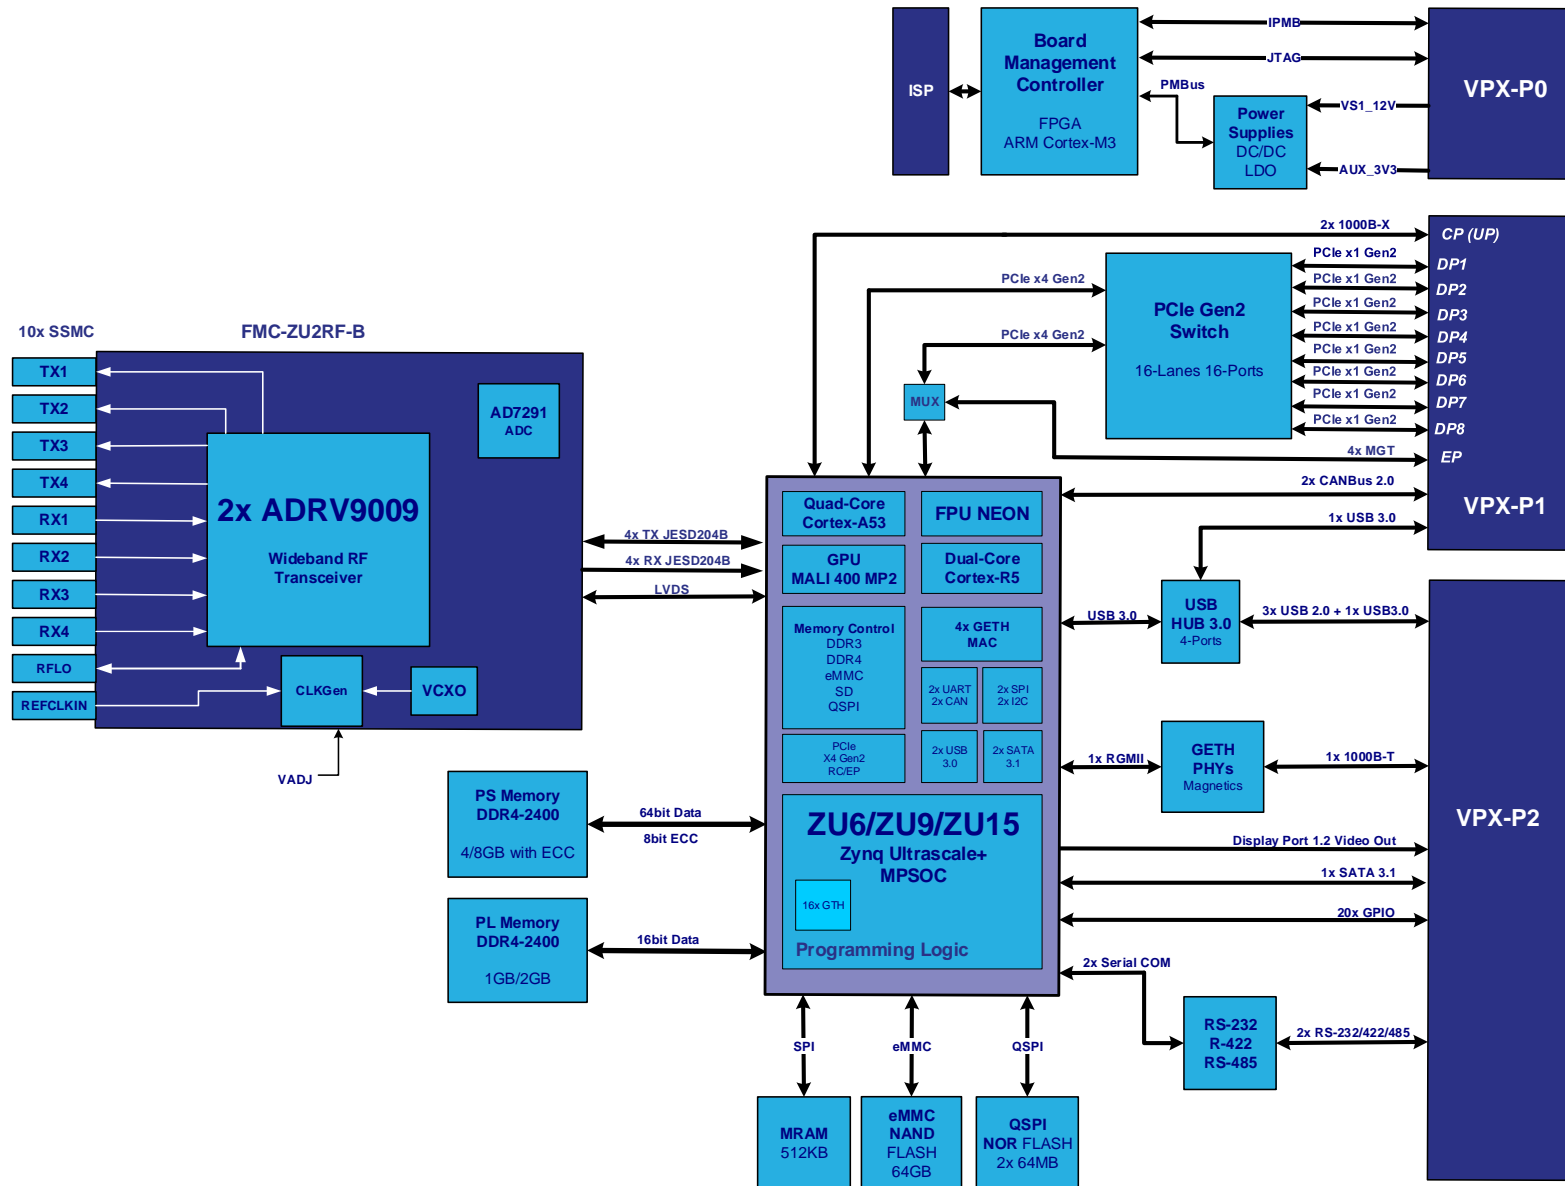 ISP
Board
Management
Controller
FPGA
ARM Cortex-M3
IPMB
JTAG
PMBus
Power
Supplies
DC/DC
LDO
VS1_12V
AUX_3V3
VPX-P0
2x 1000B-X
CP (UP)
PCIe x4 Gen2
PCIe x4 Gen2
PCIe Gen2
Switch
16-Lanes 16-Ports
PCIe x1 Gen2
DP1
PCIe x1 Gen2
DP2
PCIe x1 Gen2
DP3
PCIe x1 Gen2
DP4
PCIe x1 Gen2
DP5
PCIe x1 Gen2
DP6
PCIe x1 Gen2
DP7
PCIe x1 Gen2
DP8
MUX
4x MGT
EP
2x CANBus 2.0
VPX-P1
1x USB 3.0
10x SSMC
FMC-ZU2RF-B
TX1
TX2
TX3
TX4
RX1
RX2
RX3
RX4
RFLO
REFCLKIN
AD7291
ADC
2x ADRV9009
Wideband RF
Transceiver
CLKGen
VCXO
VADJ
4x TX JESD204B
4x RX JESD204B
LVDS
Quad-Core
Cortex-A53
FPU NEON
GPU
MALI 400 MP2
Dual-Core
Cortex-R5
Memory Control
DDR3
DDR4
eMMC
SD
QSPI
4x GETH
MAC
2x UART
2x CAN
2x SPI
2x I2C
PCIe
X4 Gen2
RC/EP
2x USB
3.0
2x SATA
3.1
ZU6/ZU9/ZU15
Zynq Ultrascale+
MPSOC
16x GTH
Programming Logic
USB 3.0
USB
HUB 3.0
4-Ports
3x USB 2.0 + 1x USB3.0
1x RGMII
GETH
PHYs
Magnetics
1x 1000B-T
VPX-P2
Display Port 1.2 Video Out
1x SATA 3.1
20x GPIO
2x Serial COM
RS-232
R-422
RS-485
2x RS-232/422/485
PS Memory
DDR4-2400
4/8GB with ECC
64bit Data
8bit ECC
PL Memory
DDR4-2400
1GB/2GB
16bit Data
SPI
eMMC
QSPI
MRAM
512KB
eMMC
NAND
FLASH
64GB
QSPI
NOR FLASH
2x 64MB